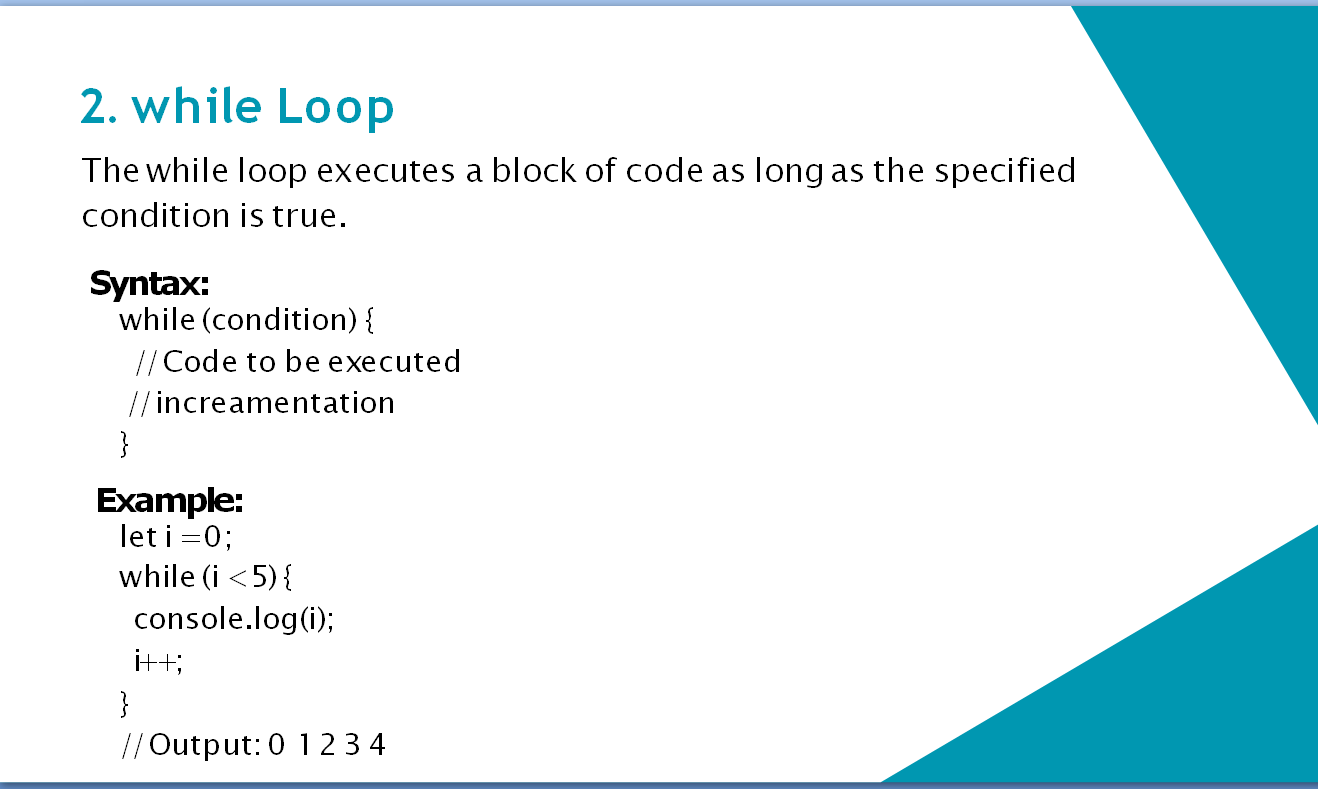 2. while Loop
The while loop executes a block of code as long as the specified
condition is true.
Syntax:
while (condition) {
// Code to be executed
// increamentation
}
Example:
let i =0;
while (i <5) {
console.log(i);
i++;
}
// Output: 0 1 2 3 4